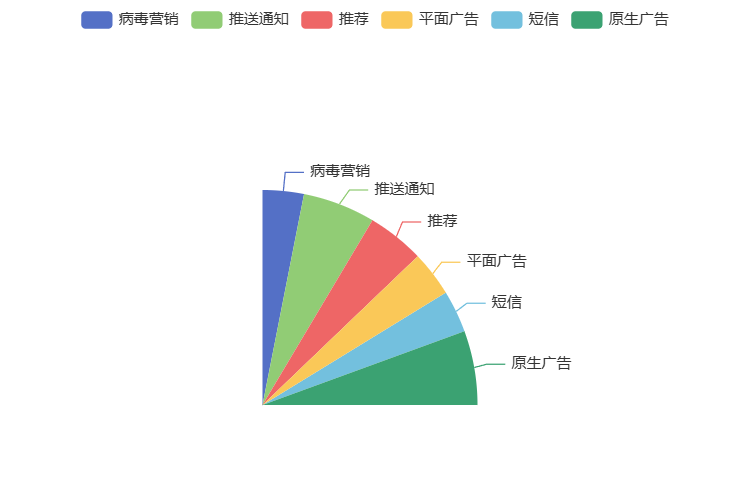 病毒营销 推送通知 推荐 平面广告 短信 原生广告
病毒营销
推送通知
推荐
平面广告
短信
原生广告